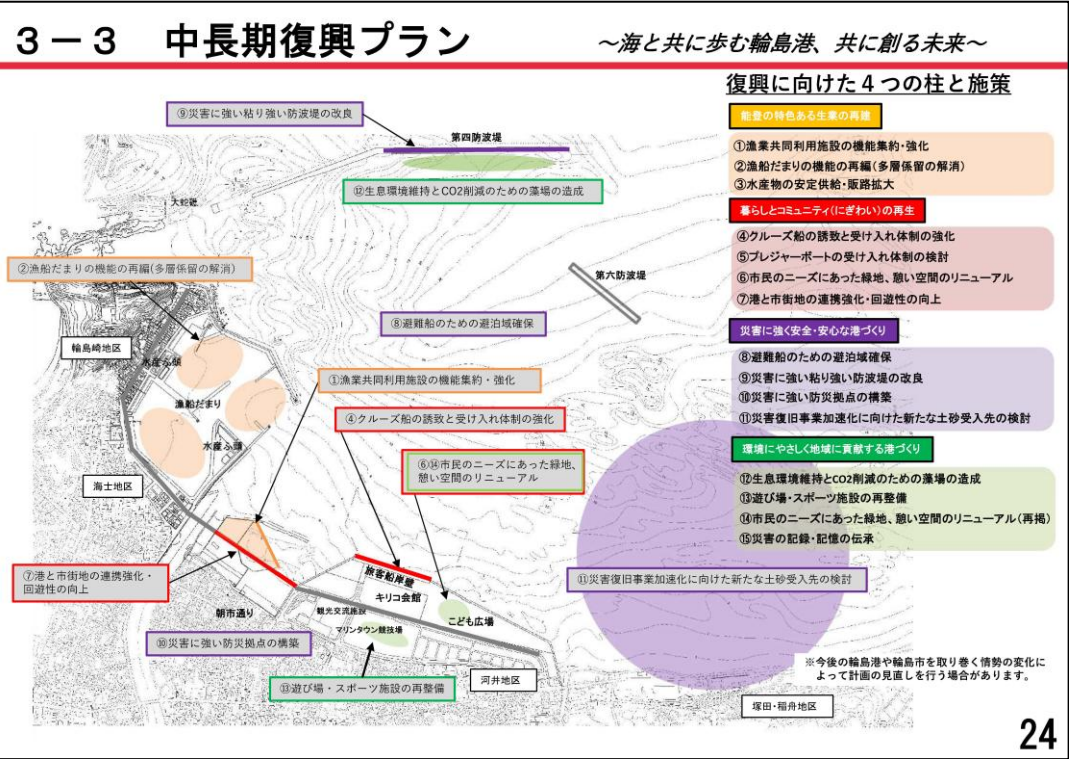 3－3 中長期復興プラン
～海と共に歩む輪島港、共に創る未来～
復興に向けた4つの柱と施策
能登の特色ある生業の再建
①漁業共同利用施設の機能集約・強化
②漁船だまりの機能の再編(多層係留の解消)
③水産物の安定供給・販路拡大
暮らしとコミュニティ(にぎわい)の再生
④クルーズ船の誘致と受け入れ体制の強化
⑤プレジャーボートの受け入れ体制の検討
⑥市民のニーズにあった緑地、憩い空間のリニューアル
⑦港と市街地の連携強化・回遊性の向上
災害に強く安全・安心な港づくり
⑧避難船のための避泊域確保
⑨災害に強い粘り強い防波堤の改良
⑩災害に強い防災拠点の構築
⑪災害復旧事業加速化に向けた新たな土砂受入先の検討
環境にやさしく地域に貢献する港づくり
⑫生息環境維持とCO2削減のための藻場の造成
⑬遊び場・スポーツ施設の再整備
⑭市民のニーズにあった緑地、憩い空間のリニューアル(再掲)
⑮災害の記録・記憶の伝承
⑨災害に強い粘り強い防波堤の改良
第四防波堤
⑫生息環境維持とCO2削減のための藻場の造成
大蛇礁
②漁船だまりの機能の再編(多層係留の解消)
第六防波堤
⑧避難船のための避泊域確保
輪島崎地区
水産ふ頭
①漁業共同利用施設の機能集約・強化
漁船だまり
④クルーズ船の誘致と受け入れ体制の強化
水産ふ頭
⑥⑭市民のニーズにあった緑地、
憩い空間のリニューアル
海士地区
⑦港と市街地の連携強化・
回遊性の向上
旅客船岸壁
⑪災害復旧事業加速化に向けた新たな土砂受入先の検討
キリコ会館
朝市通り
観光交流施設
こども広場
マリンタウン競技場
⑩災害に強い防災拠点の構築
⑬遊び場・スポーツ施設の再整備
河井地区
※今後の輪島港や輪島市を取り巻く情勢の変化に
よって計画の見直しを行う場合があります。
塚田・稲舟地区
24